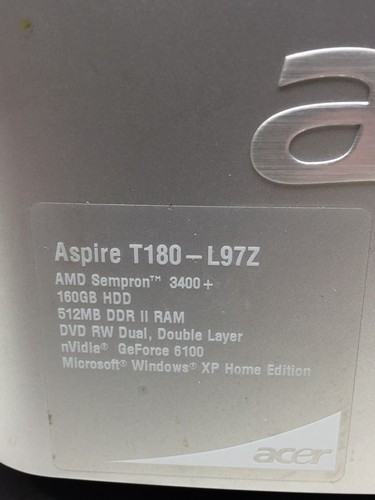 a
Aspire T180-L97Z
AMD Sempron™ 3400+
160GB HDD
512MB DDR II RAM
DVD RW Dual, Double Layer
nVidia® GeForce 6100
Microsoft® Windows® XP Home Edition
acer